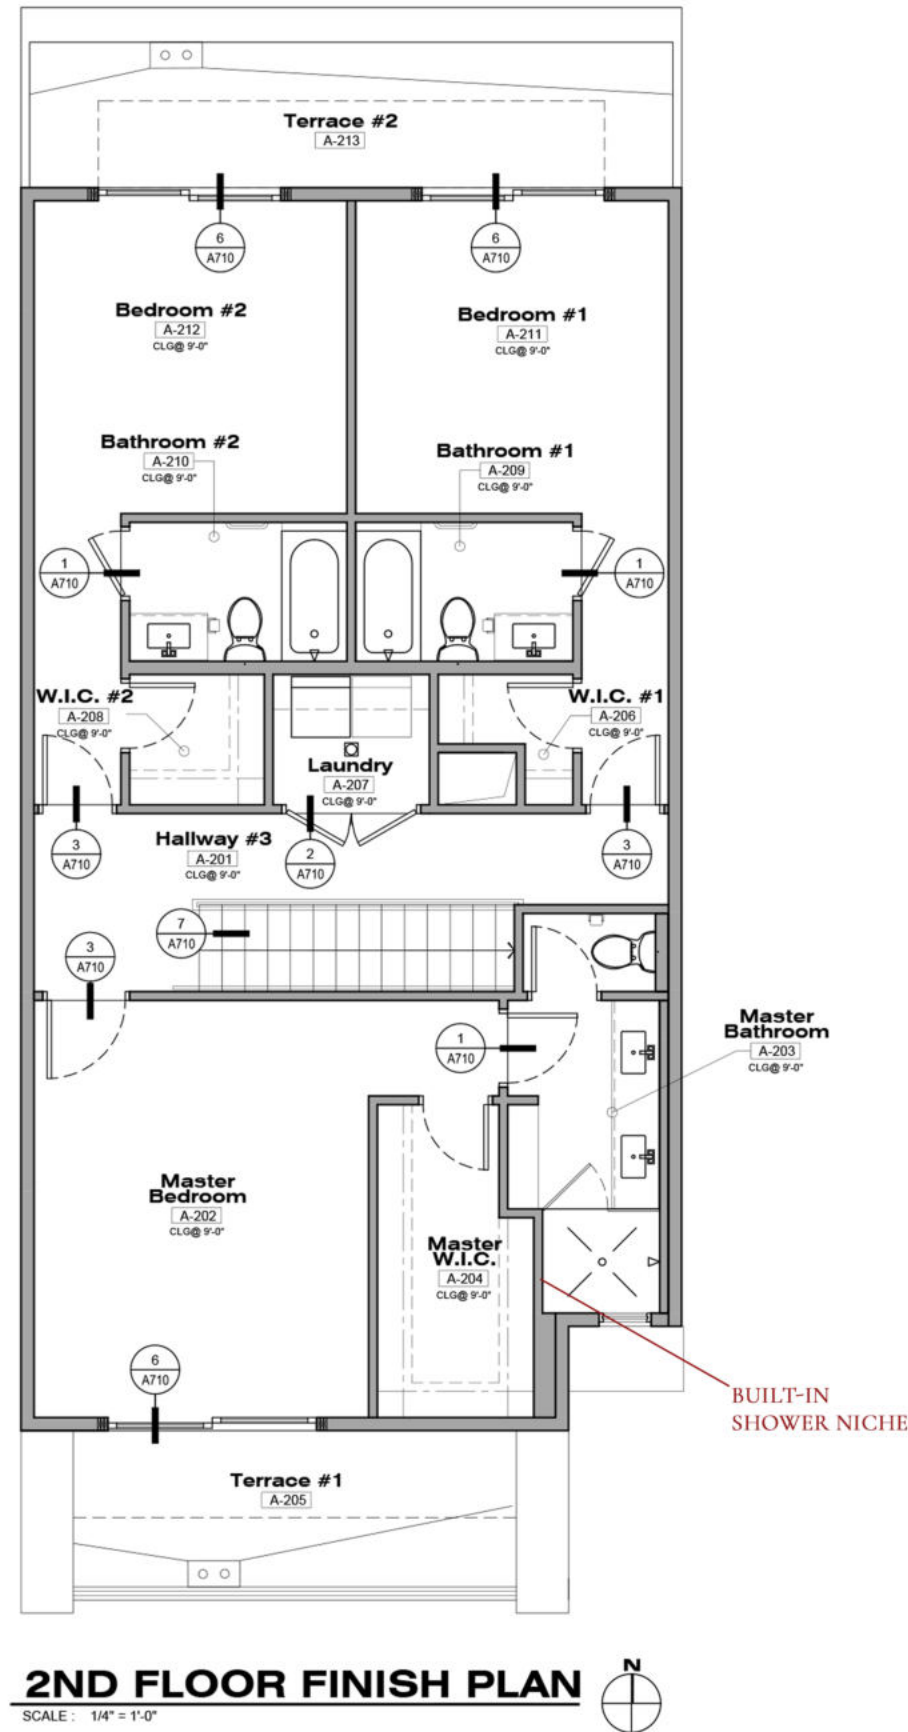 Terrace #2
A-213
6
A710
6
A710
Bedroom #2
A-212
CLG@ 9'-0"
Bedroom #1
A-211
CLG@ 9'-0"
Bathroom #2
A-210
CLG@ 9'-0"
Bathroom #1
A-209
CLG@ 9'-0"
1
A710
1
A710
W.I.C. #2
A-208
CLG@ 9'-0"
W.I.C. #1
A-206
CLG@ 9'-0"
Laundry
A-207
CLG@ 9'-0"
3
A710
Hallway #3
A-201
CLG@ 9'-0"
2
A710
3
A710
7
A710
3
A710
1
A710
Master
Bathroom
A-203
CLG@ 9'-0"
Master
Bedroom
A-202
CLG@ 9'-0"
Master
W.I.C.
A-204
CLG@ 9'-0"
6
A710
BUILT-IN
SHOWER NICHE
Terrace #1
A-205
2ND FLOOR FINISH PLAN
N
SCALE : 1/4" = 1'-0"